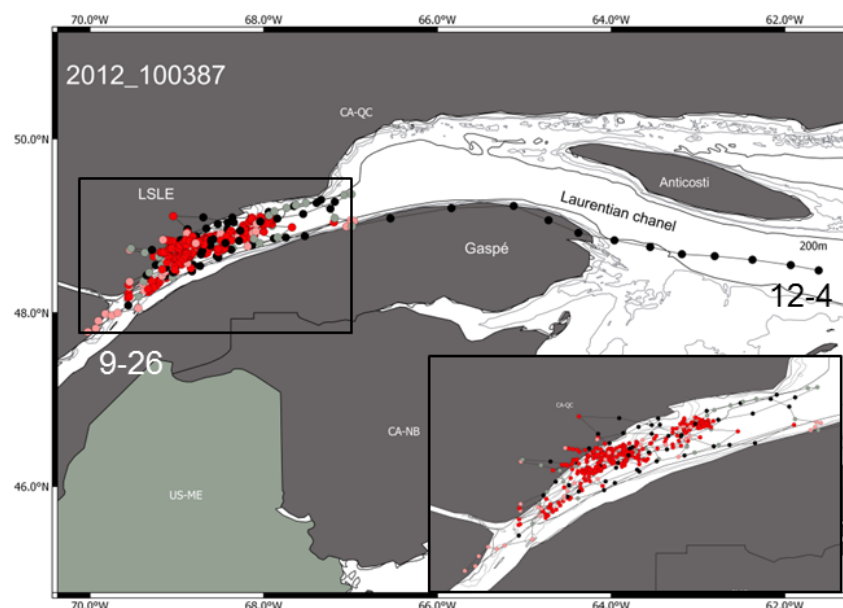 70.0°W 68.0°W 66.0°W 64.0°W 62.0°W
2012_100387
CA-QC
50.0°N
Anticosti
LSLE
Laurentian chanel
Gaspé
200m
48.0°N
12-4
9-26
CA-QC
CA-NB
46.0°N
US-ME
70.0°W 68.0°W 66.0°W 64.0°W 62.0°W